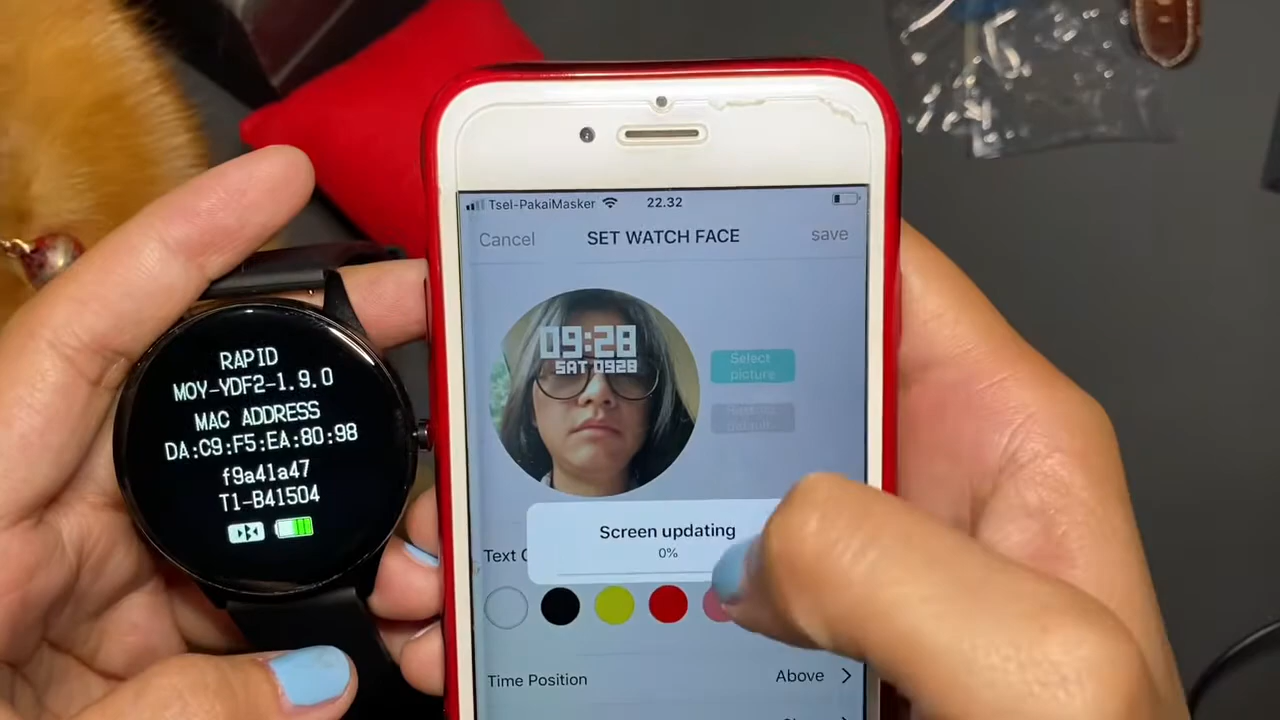 RAPID
MOY-YDF2-1.9.0
MAC ADDRESS
DA:C9:F5:EA:80:98
f9a41a47
T1-B41504
Tsel-PakaiMasker
22.32
Cancel
SET WATCH FACE
save
09:28
SAT 0928
Select
picture
default
Screen updating
0%
Text
Time Position
Above